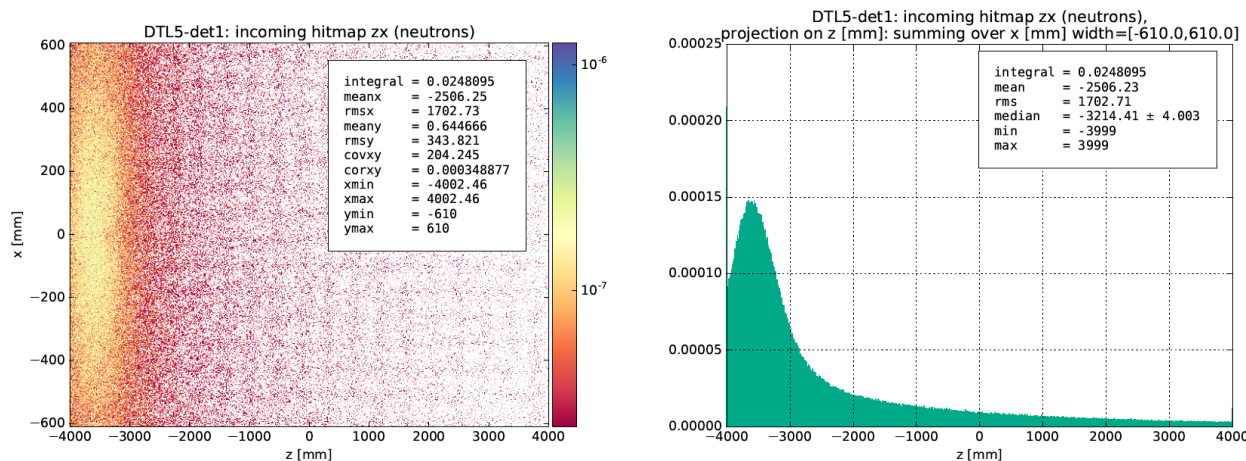 DTL5-det1: incoming hitmap zx (neutrons)
600
400
200
0
−200
−400
−600
x [mm]
integral = 0.0248095
meanx = -2506.25
rmsx = 1702.73
meany = 0.644666
rmsy = 343.821
covxy = 204.245
corxy = 0.000348877
xmin = -4002.46
xmax = 4002.46
ymin = -610
ymax = 610
−4000 −3000 −2000 −1000 0 1000 2000 3000 4000
z [mm]
10⁻⁶
10⁻⁷
DTL5-det1: incoming hitmap zx (neutrons),
projection on z [mm]: summing over x [mm] width=[-610.0,610.0]
0.00025
0.00020
0.00015
0.00010
0.00005
0.00000
integral = 0.0248095
mean = -2506.23
rms = 1702.71
median = -3214.41 ± 4.003
min = -3999
max = 3999
−4000 −3000 −2000 −1000 0 1000 2000 3000 4000
z [mm]